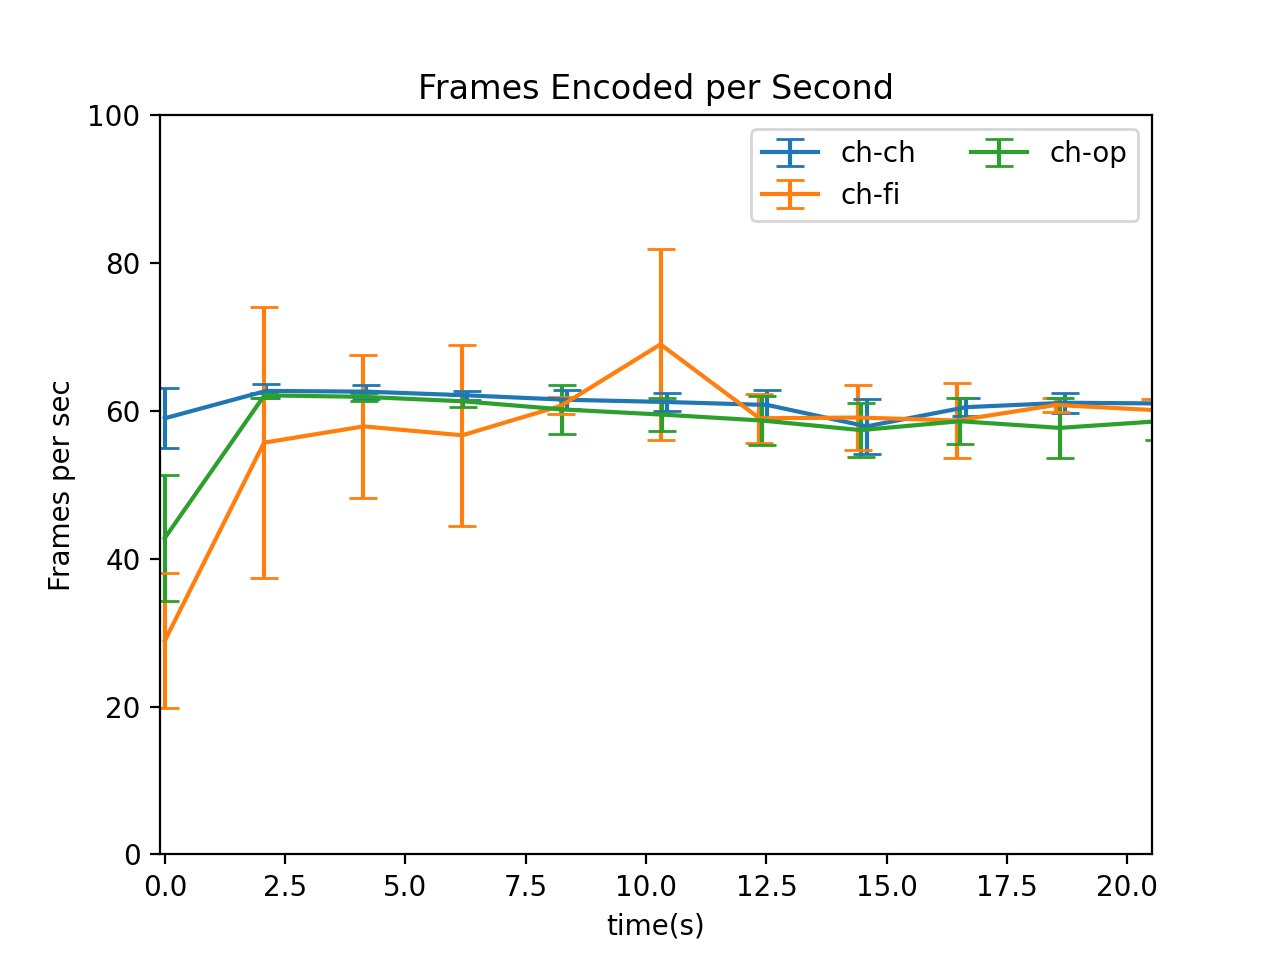 Frames Encoded per Second
100
80
60
40
20
0
Frames per sec
ch-ch
ch-fi
ch-op
0.0 2.5 5.0 7.5 10.0 12.5 15.0 17.5 20.0
time(s)